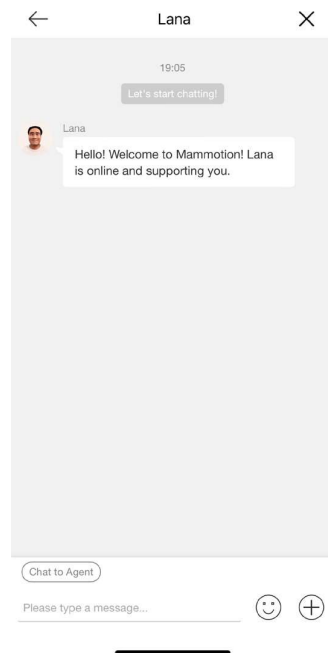 Lana
19:05
Let's start chatting!
Lana
Hello! Welcome to Mammotion! Lana
is online and supporting you.
Chat to Agent
Please type a message...